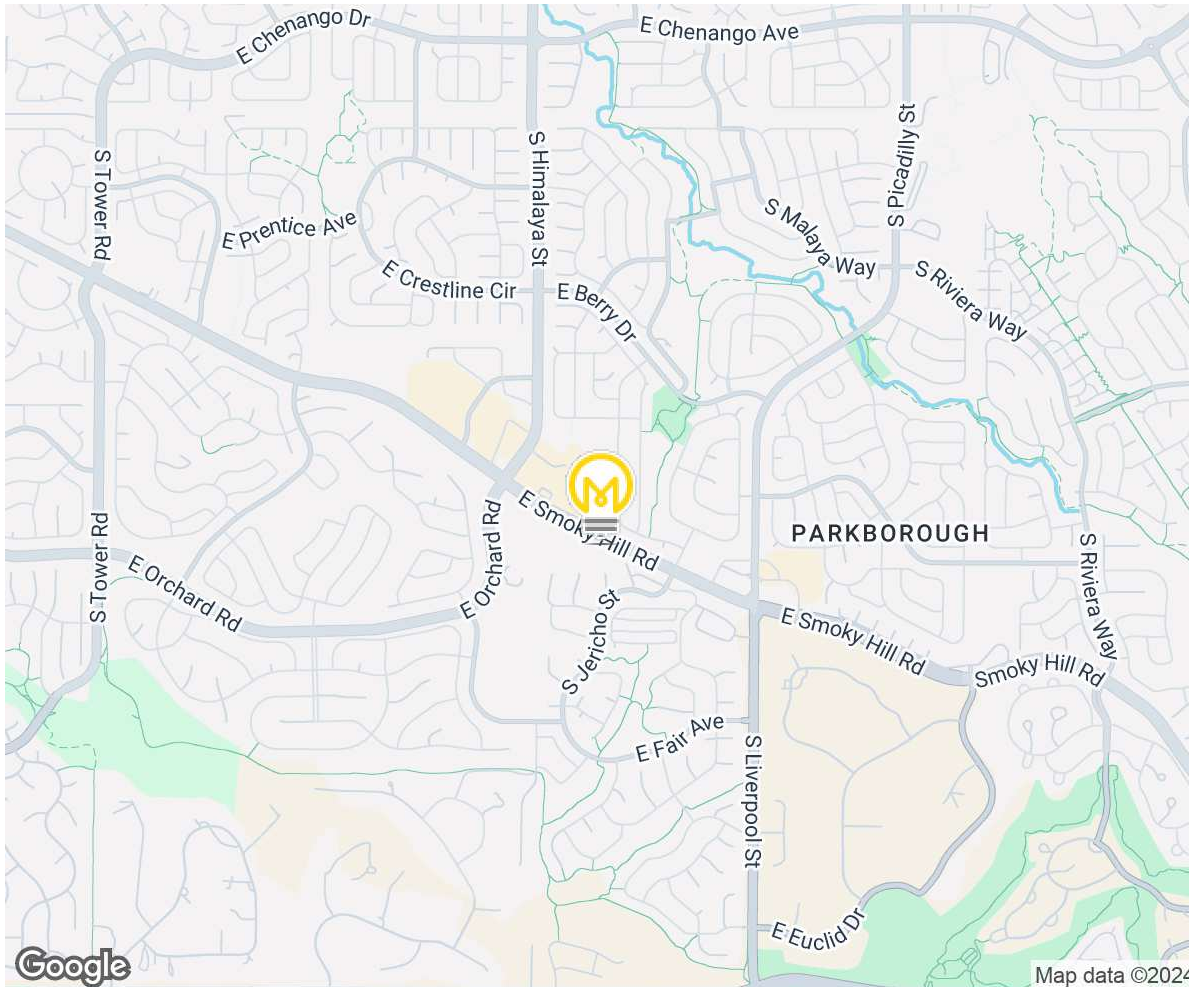 E Chenango Dr
E Chenango Ave
S Tower Rd
S Himalaya St
S Picadilly St
E Prentice Ave
S Malaya Way
E Crestline Cir
E Berry Dr
S Riviera Way
E Smoky Hill Rd
PARKBOROUGH
E Orchard Rd
S Tower Rd
E Orchard Rd
S Riviera Way
S Jericho St
E Smoky Hill Rd
Smoky Hill Rd
E Fair Ave
S Liverpool St
E Euclid Dr
Google
Map data ©2024